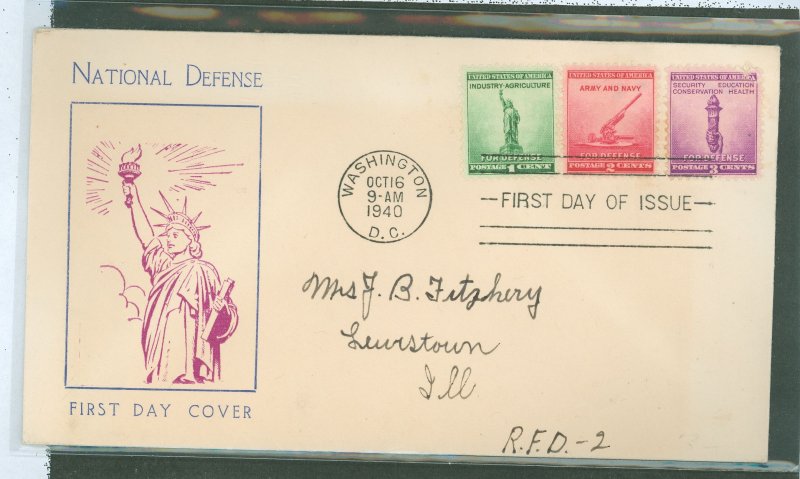 NATIONAL DEFENSE
UNITED STATES OF AMERICA
INDUSTRY·AGRICULTURE
FOR DEFENSE
POSTAGE 1 CENT
UNITED STATES OF AMERICA
ARMY AND NAVY
FOR DEFENSE
POSTAGE 2 CENTS
UNITED STATES OF AMERICA
SECURITY EDUCATION
CONSERVATION HEALTH
FOR DEFENSE
POSTAGE 3 CENTS
WASHINGTON
OCT 16
9-AM
1940
D.C.
FIRST DAY OF ISSUE
Mrs J. B. Fitzhery
Lewistown
Ill
R.F.D.-2
FIRST DAY COVER